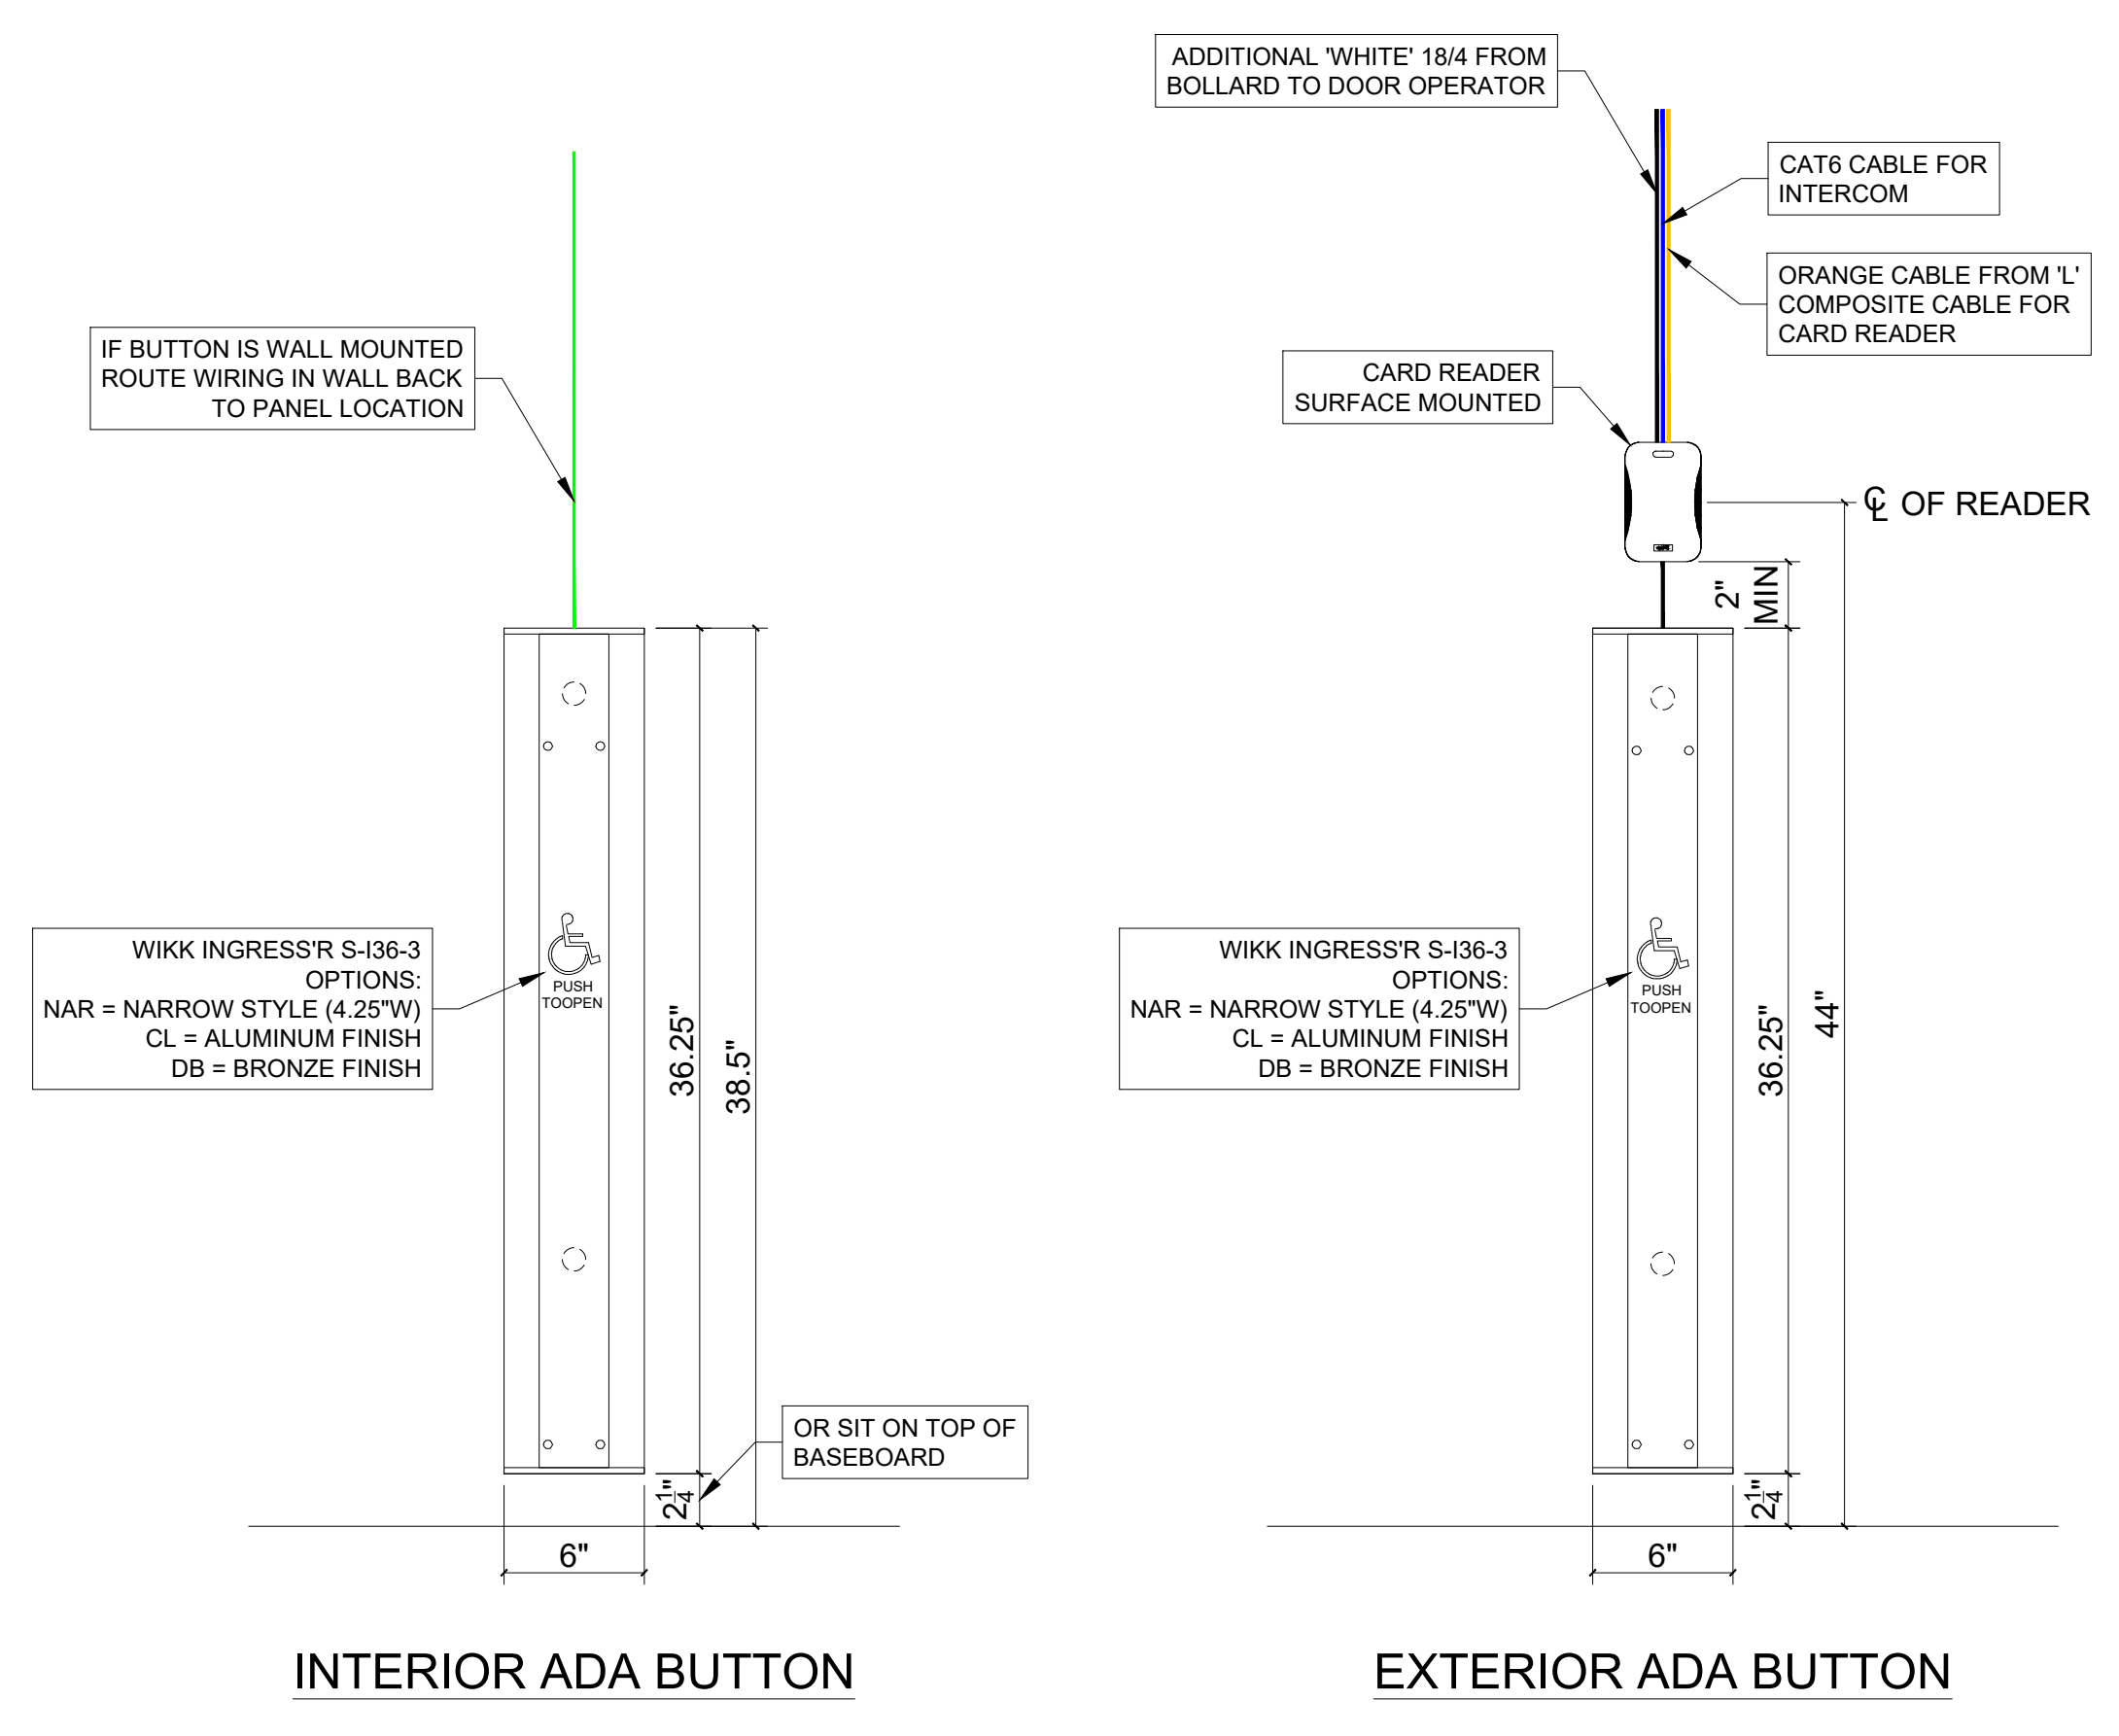 IF BUTTON IS WALL MOUNTED
ROUTE WIRING IN WALL BACK
TO PANEL LOCATION
WIKK INGRESS'R S-I36-3
OPTIONS:
NAR = NARROW STYLE (4.25"W)
CL = ALUMINUM FINISH
DB = BRONZE FINISH
PUSH
TOOPEN
36.25"
38.5"
OR SIT ON TOP OF
BASEBOARD
2 1/4"
6"
INTERIOR ADA BUTTON
ADDITIONAL 'WHITE' 18/4 FROM
BOLLARD TO DOOR OPERATOR
CAT6 CABLE FOR
INTERCOM
ORANGE CABLE FROM 'L'
COMPOSITE CABLE FOR
CARD READER
CARD READER
SURFACE MOUNTED
℄ OF READER
2"
MIN
WIKK INGRESS'R S-I36-3
OPTIONS:
NAR = NARROW STYLE (4.25"W)
CL = ALUMINUM FINISH
DB = BRONZE FINISH
PUSH
TOOPEN
36.25"
44"
2 1/4"
6"
EXTERIOR ADA BUTTON